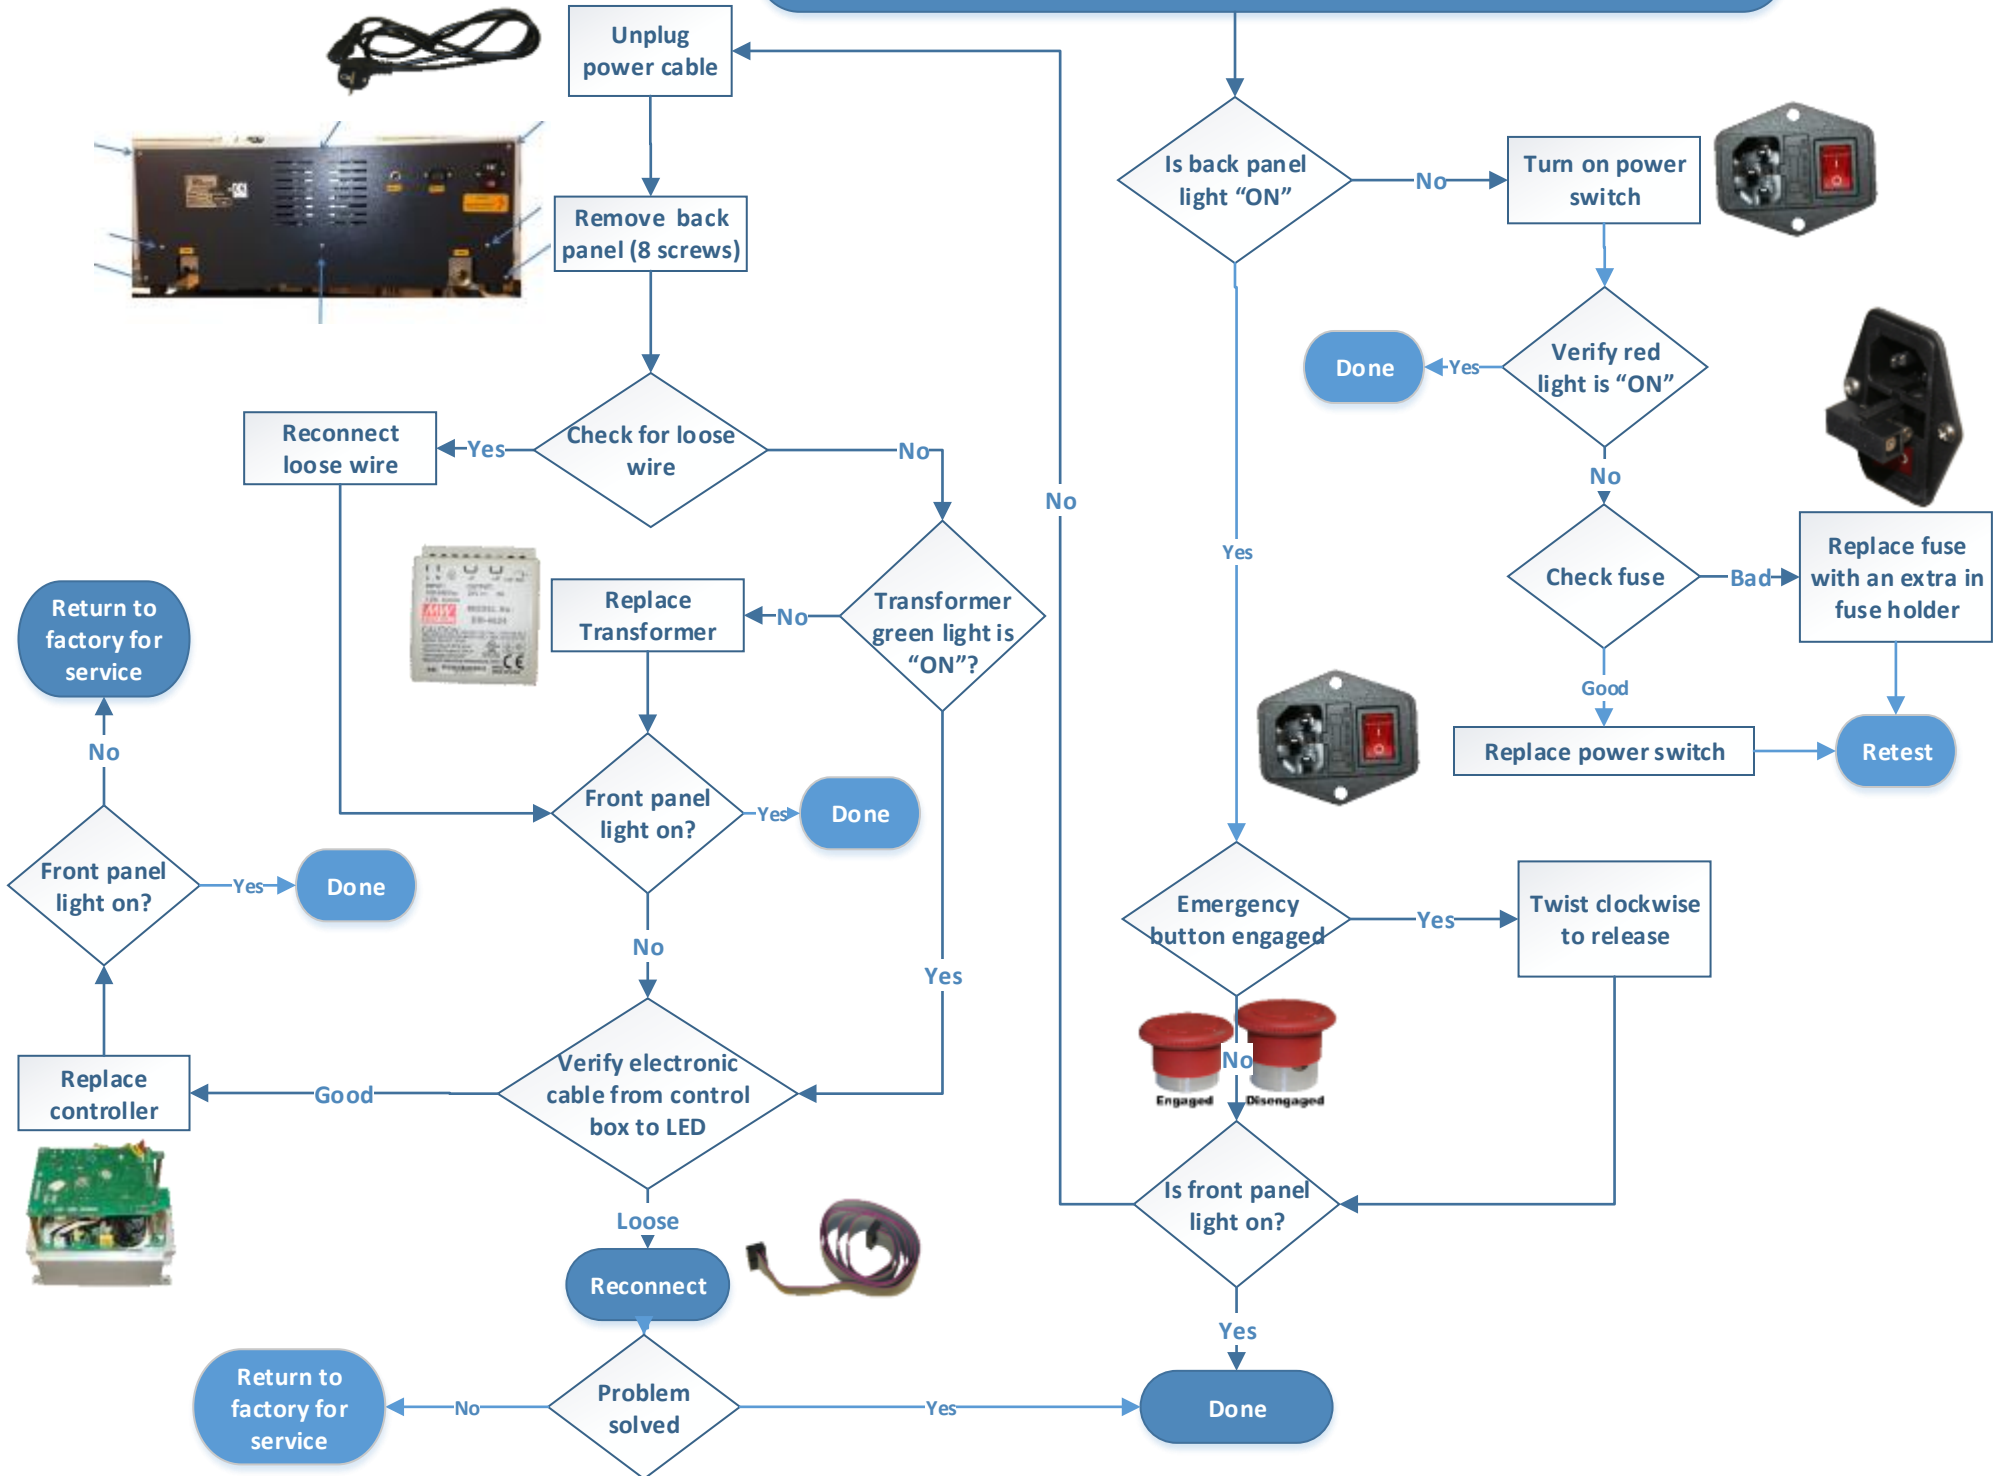 Unplug
power cable
Remove back
panel (8 screws)
Check for loose
wire
Yes
No
Reconnect
loose wire
Transformer
green light is
"ON"?
No
Yes
Replace
Transformer
Front panel
light on?
Yes
Done
No
Verify electronic
cable from control
box to LED
Good
Loose
Replace
controller
Front panel
light on?
Yes
Done
No
Return to
factory for
service
Reconnect
Problem
solved
No
Yes
Return to
factory for
service
Is back panel
light “ON”
No
Yes
Turn on power
switch
Verify red
light is “ON”
Yes
Done
No
Check fuse
Bad
Good
Replace fuse
with an extra in
fuse holder
Replace power switch
Retest
Emergency
button engaged
Yes
No
Twist clockwise
to release
Engaged
Disengaged
Is front panel
light on?
No
Yes
Done